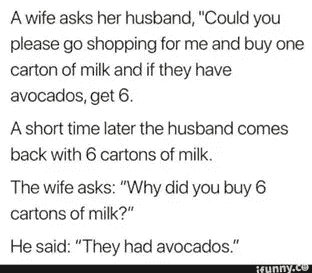 A wife asks her husband, "Could you
please go shopping for me and buy one
carton of milk and if they have
avocados, get 6.
A short time later the husband comes
back with 6 cartons of milk.
The wife asks: "Why did you buy 6
cartons of milk?"
He said: "They had avocados."
ifunny.co